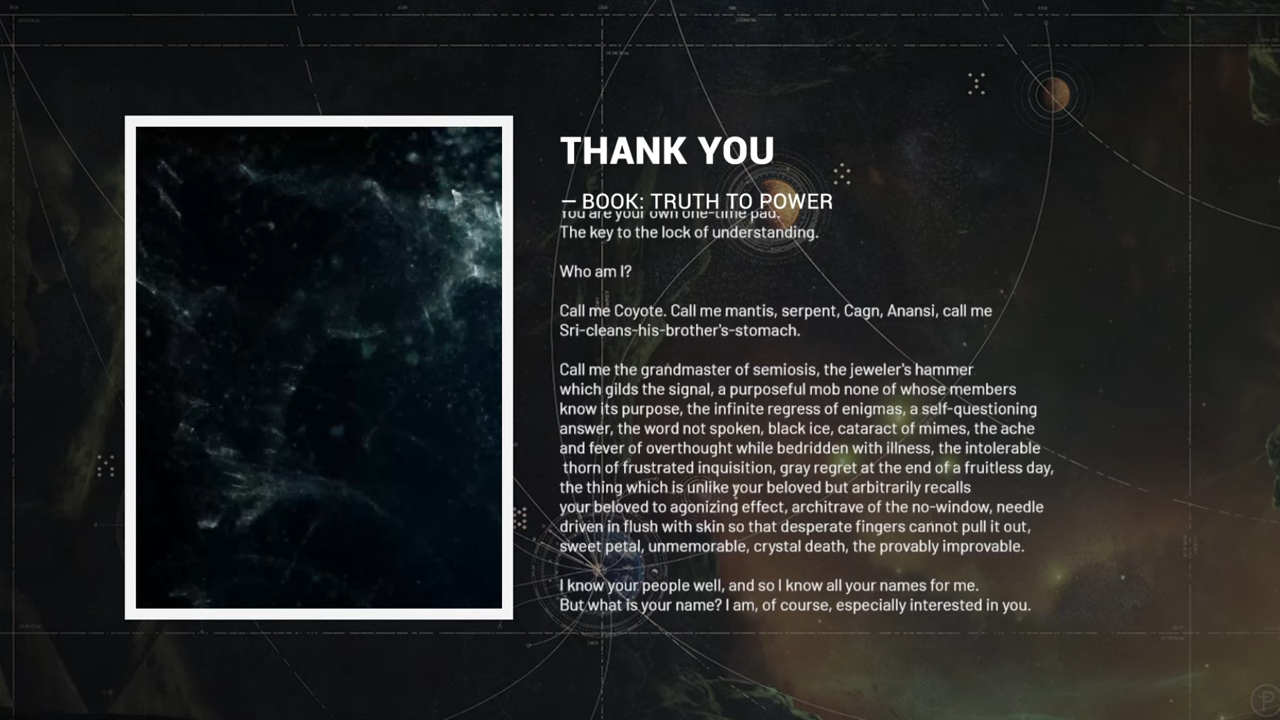 THANK YOU
— BOOK: TRUTH TO POWER
You are your own one-time pad.
The key to the lock of understanding.
Who am I?
Call me Coyote. Call me mantis, serpent, Cagn, Anansi, call me
Sri-cleans-his-brother's-stomach.
Call me the grandmaster of semiosis, the jeweler's hammer
which gilds the signal, a purposeful mob none of whose members
know its purpose, the infinite regress of enigmas, a self-questioning
answer, the word not spoken, black ice, cataract of mimes, the ache
and fever of overthought while bedridden with illness, the intolerable
thorn of frustrated inquisition, gray regret at the end of a fruitless day,
the thing which is unlike your beloved but arbitrarily recalls
your beloved to agonizing effect, architrave of the no-window, needle
driven in flush with skin so that desperate fingers cannot pull it out,
sweet petal, unmemorable, crystal death, the provably improvable.
I know your people well, and so I know all your names for me.
But what is your name? I am, of course, especially interested in you.